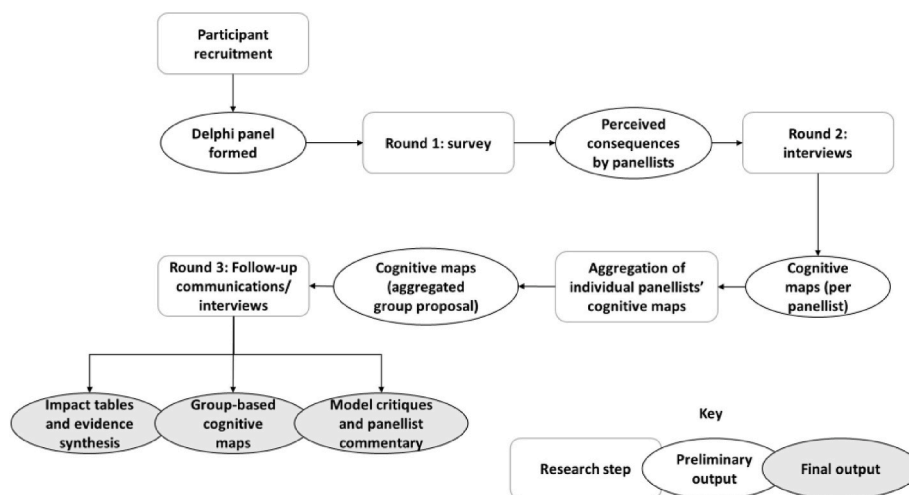 Participant
recruitment
Delphi panel
formed
Round 1: survey
Perceived
consequences
by panellists
Round 2:
interviews
Round 3: Follow-up
communications/
interviews
Cognitive maps
(aggregated
group proposal)
Aggregation of
individual panellists’
cognitive maps
Cognitive
maps (per
panellist)
Impact tables
and evidence
synthesis
Group-based
cognitive
maps
Model critiques
and panellist
commentary
Key
Research step
Preliminary
output
Final output